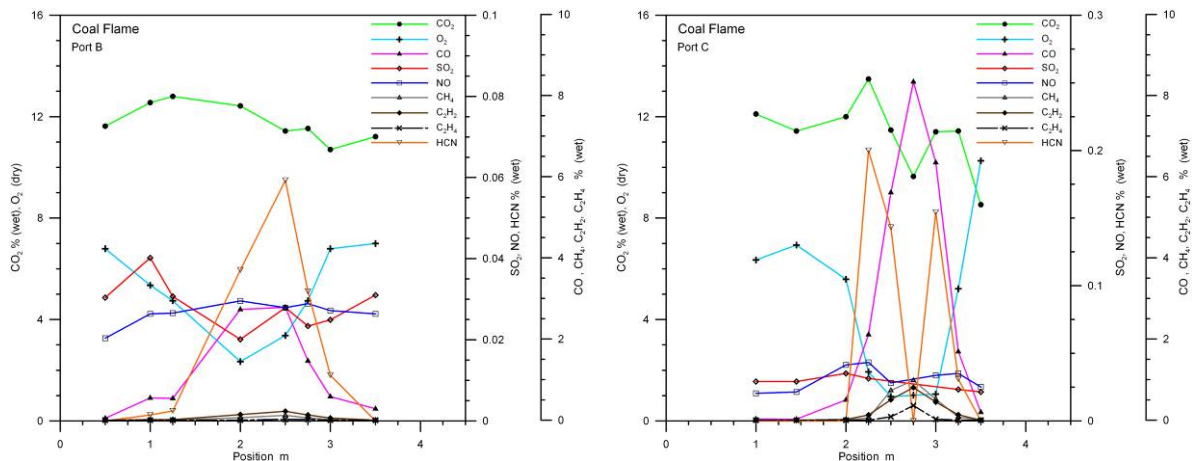 16
12
8
4
0
CO₂ % (wet), O₂ (dry)
Coal Flame
Port B
CO₂
O₂
CO
SO₂
NO
CH₄
C₂H₂
C₂H₄
HCN
0 1 2 3 4
Position m
0.1
0.080
0.060
0.040
0.020
0
SO₂, NO, HCN % (wet)
10
8
6
4
2
0
CO , CH₄, C₂H₂, C₂H₄ % (wet)
16
12
8
4
0
CO₂ % (wet), O₂ (dry)
Coal Flame
Port C
CO₂
O₂
CO
SO₂
NO
CH₄
C₂H₂
C₂H₄
HCN
0 1 2 3 4
Position m
0.3
0.2
0.1
0
SO₂, NO, HCN % (wet)
10
8
6
4
2
0
CO , CH₄, C₂H₂, C₂H₄ % (wet)